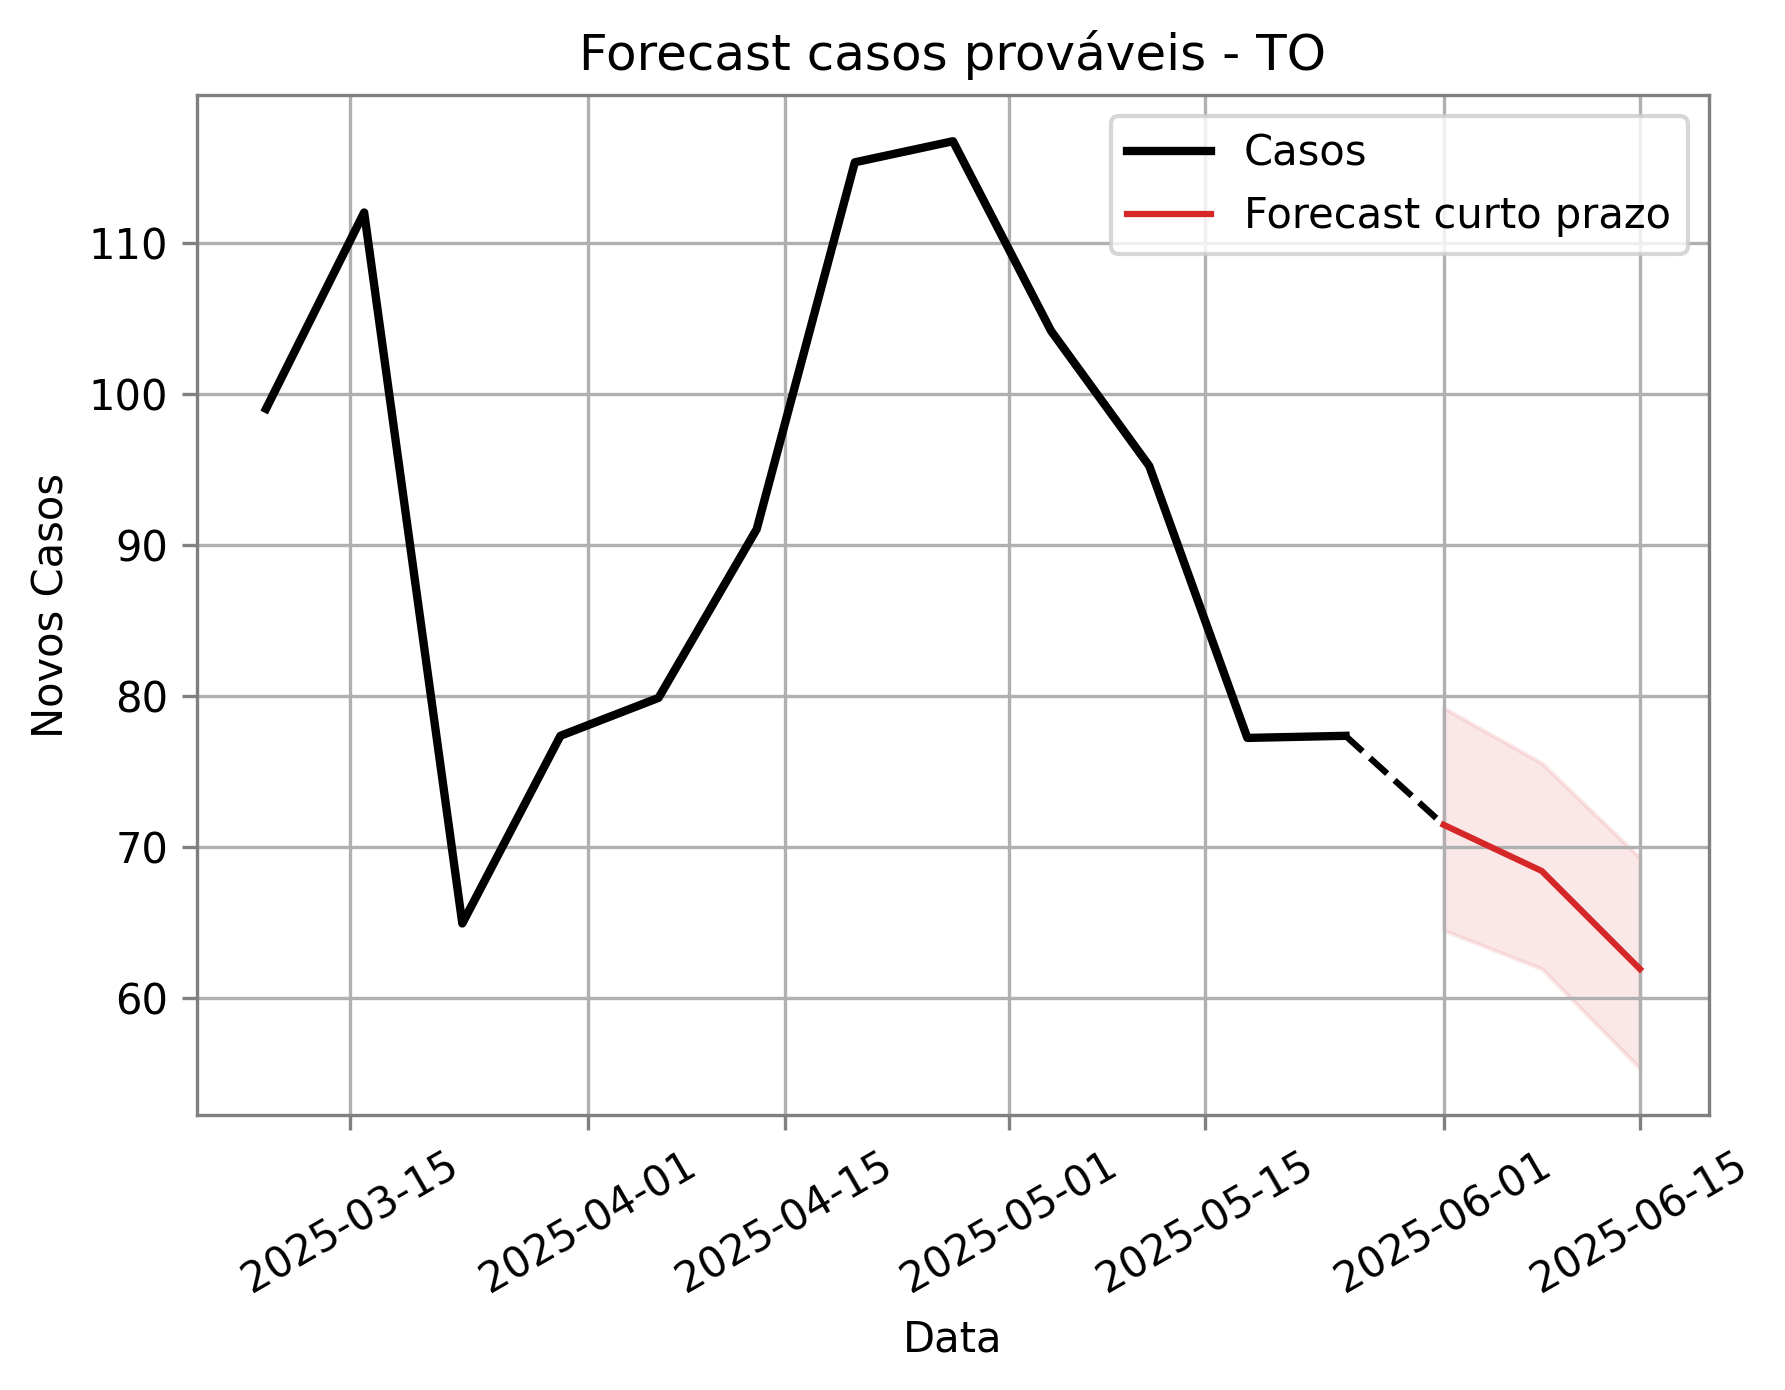 Forecast casos prováveis - TO
Casos
Forecast curto prazo
Novos Casos
110
100
90
80
70
60
2025-03-15
2025-04-01
2025-04-15
2025-05-01
2025-05-15
2025-06-01
2025-06-15
Data